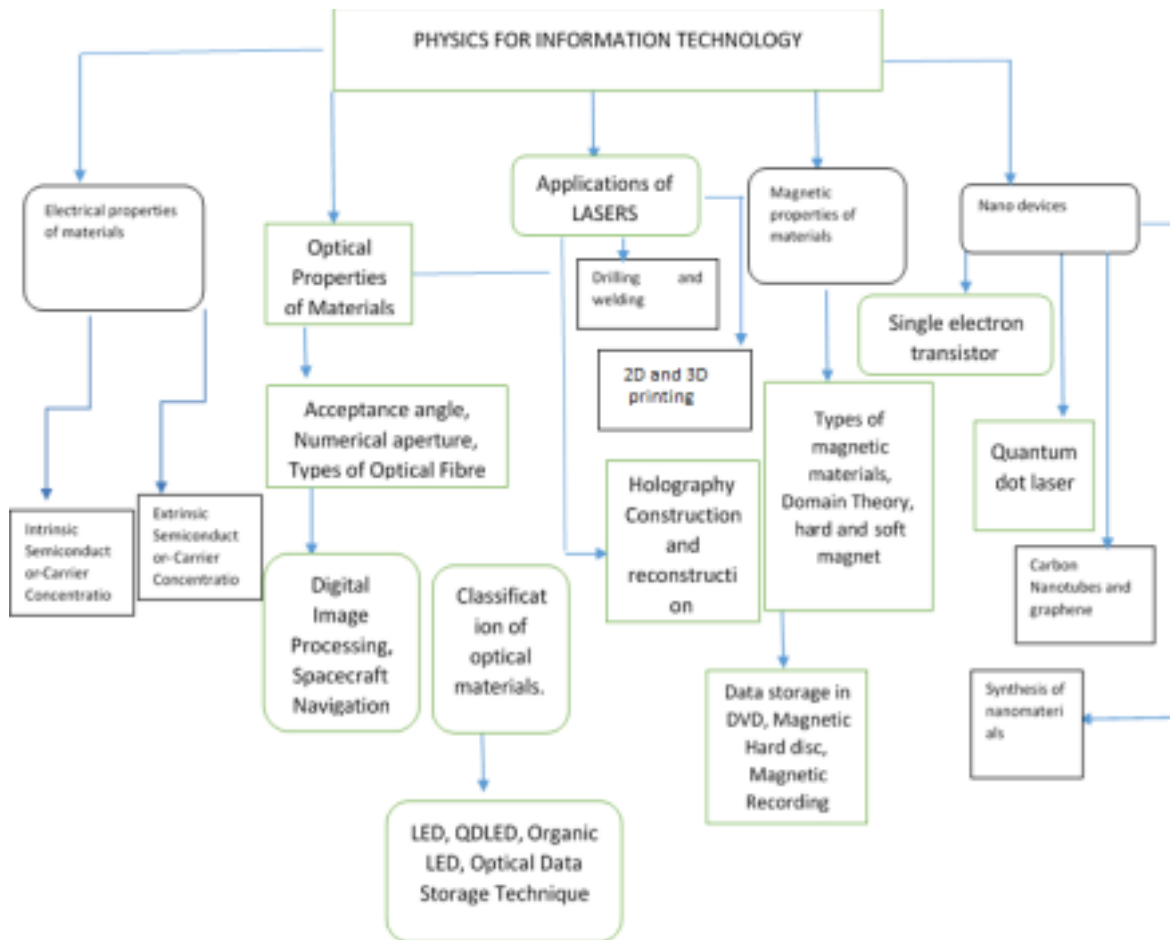 PHYSICS FOR INFORMATION TECHNOLOGY
Electrical properties
of materials
Optical
Properties
of Materials
Applications of
LASERS
Magnetic
properties of
materials
Nano devices
Drilling and
welding
2D and 3D
printing
Single electron
transistor
Acceptance angle,
Numerical aperture,
Types of Optical Fibre
Types of
magnetic
materials,
Domain Theory,
hard and soft
magnet
Quantum
dot laser
Intrinsic
Semiconduct
or-Carrier
Concentratio
Extrinsic
Semiconduct
or- Carrier
Concentratio
Holography
Construction
and
reconstructi
on
Carbon
Nanotubes and
graphene
Digital
Image
Processing,
Spacecraft
Navigation
Classificat
ion of
optical
materials.
Data storage in
DVD, Magnetic
Hard disc,
Magnetic
Recording
Synthesis of
nanomateri
als
LED, QDLED, Organic
LED, Optical Data
Storage Technique